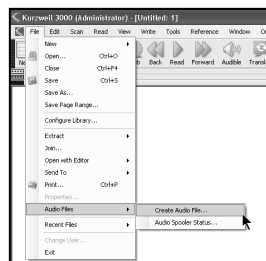 Kurzweil 3000 (Administrator) - [Untitled: 1]
File Edit Scan Read View Write Tools Reference Window
Back Read Forward Audible
New
Open... Ctrl+O
Close Ctrl+F4
Save Ctrl+S
Save As...
Save Page Range...
Configure Library...
Extract
Join...
Open with Editor
Send To
Print... Ctrl+P
Properties...
Audio Files
Create Audio File...
Audio Spooler Status...
Recent Files
Change User...
Exit